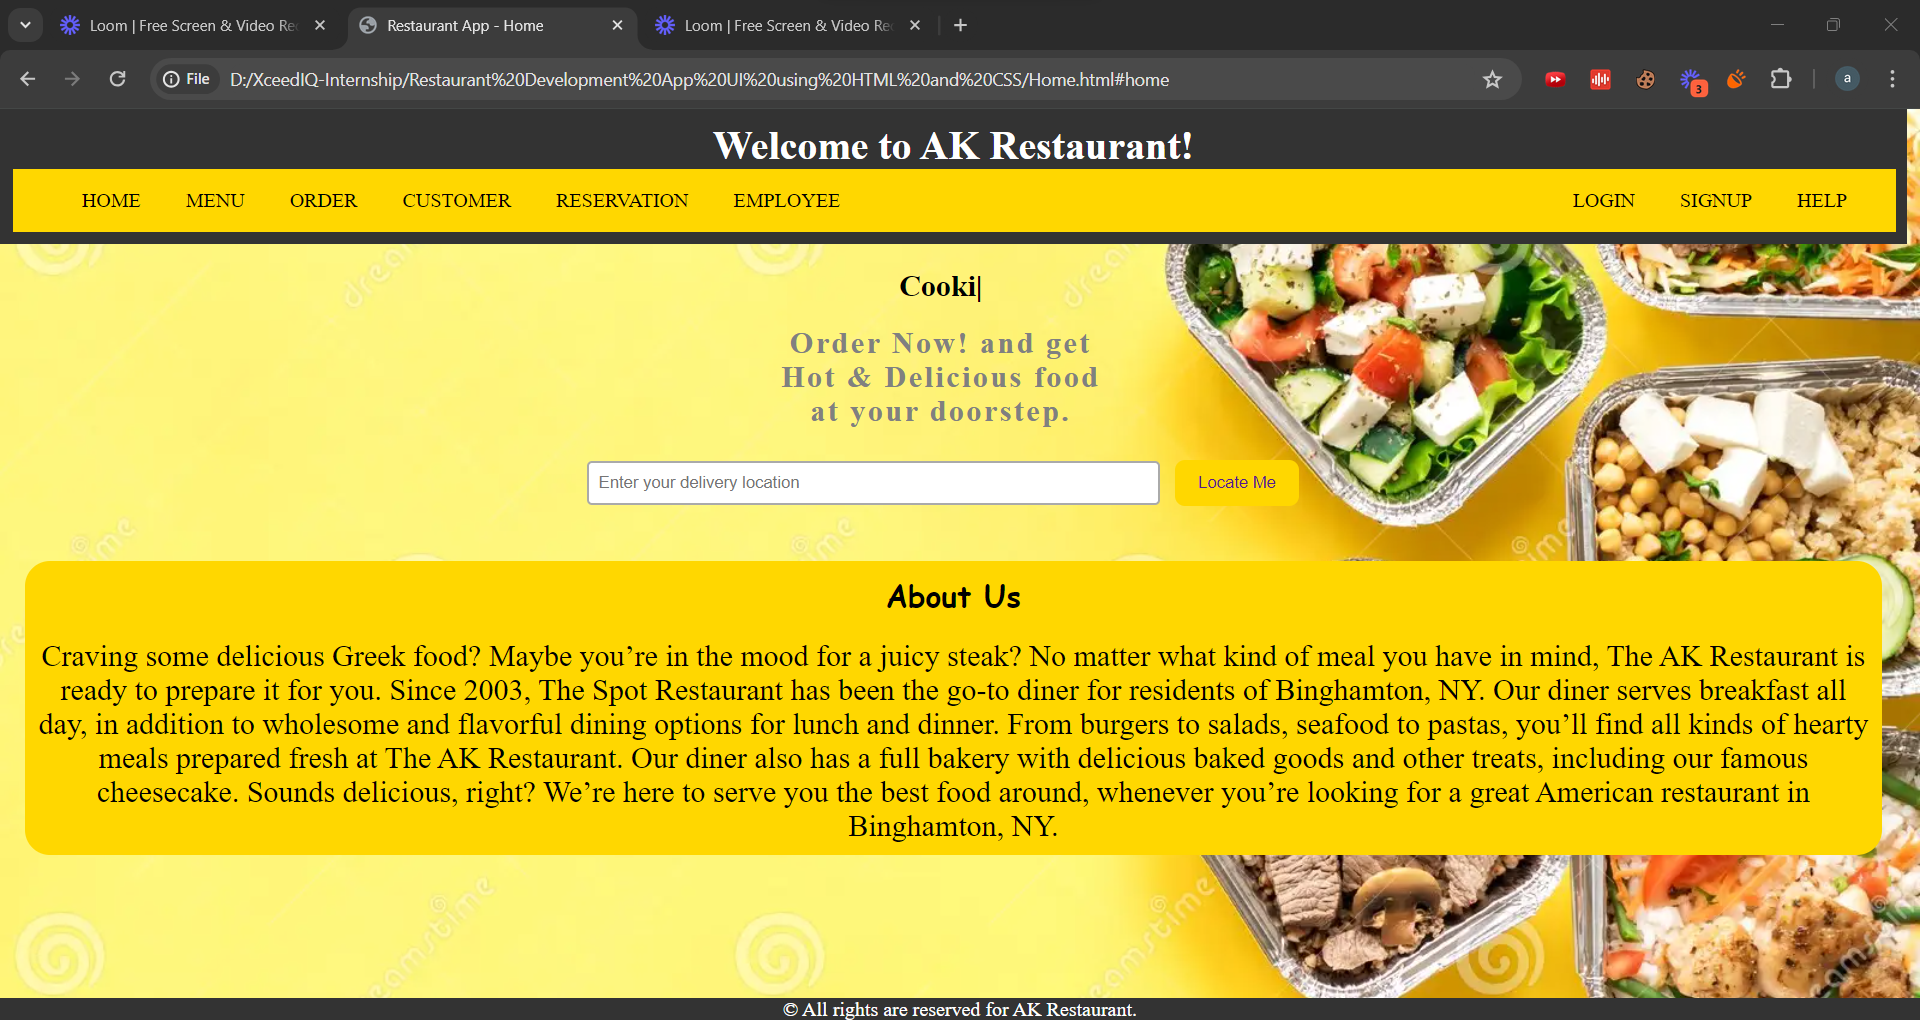 Loom | Free Screen & Video Re
Restaurant App - Home
Loom | Free Screen & Video Re
File
D:/XceedIQ-Internship/Restaurant%20Development%20App%20UI%20using%20HTML%20and%20CSS/Home.html#home
3
a
Welcome to AK Restaurant!
HOME MENU ORDER CUSTOMER RESERVATION EMPLOYEE LOGIN SIGNUP HELP
Cooki|
Order Now! and get
Hot & Delicious food
at your doorstep.
Enter your delivery location
Locate Me
About Us
Craving some delicious Greek food? Maybe you’re in the mood for a juicy steak? No matter what kind of meal you have in mind, The AK Restaurant is
ready to prepare it for you. Since 2003, The Spot Restaurant has been the go-to diner for residents of Binghamton, NY. Our diner serves breakfast all
day, in addition to wholesome and flavorful dining options for lunch and dinner. From burgers to salads, seafood to pastas, you’ll find all kinds of hearty
meals prepared fresh at The AK Restaurant. Our diner also has a full bakery with delicious baked goods and other treats, including our famous
cheesecake. Sounds delicious, right? We’re here to serve you the best food around, whenever you’re looking for a great American restaurant in
Binghamton, NY.
dreamstime
© All rights are reserved for AK Restaurant.